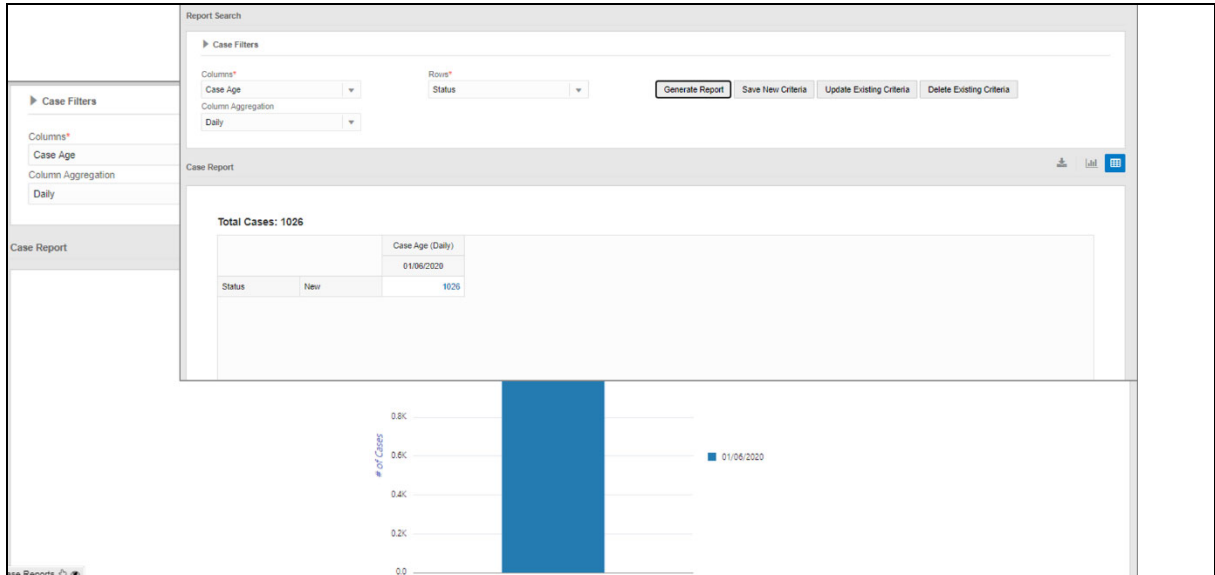 Report Search
Case Filters
Columns* Rows*
Case Age Status Generate Report Save New Criteria Update Existing Criteria Delete Existing Criteria
Column Aggregation
Daily
Case Report
Total Cases: 1026
Case Age (Daily)
01/06/2020
Status New 1026
Case Filters
Columns*
Case Age
Column Aggregation
Daily
Case Report
0.8K
# of Cases
0.6K 01/06/2020
0.4K
0.2K
0.0
Reports